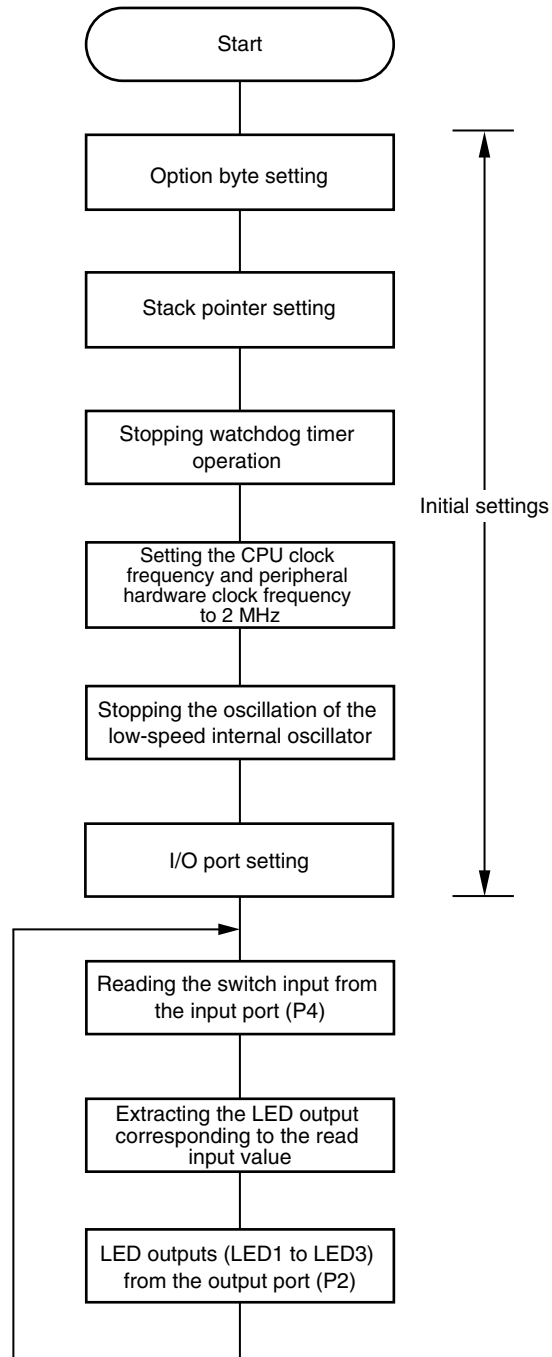 Start
Option byte setting
Stack pointer setting
Stopping watchdog timer
operation
Initial settings
Setting the CPU clock
frequency and peripheral
hardware clock frequency
to 2 MHz
Stopping the oscillation of the
low-speed internal oscillator
I/O port setting
Reading the switch input from
the input port (P4)
Extracting the LED output
corresponding to the read
input value
LED outputs (LED1 to LED3)
from the output port (P2)